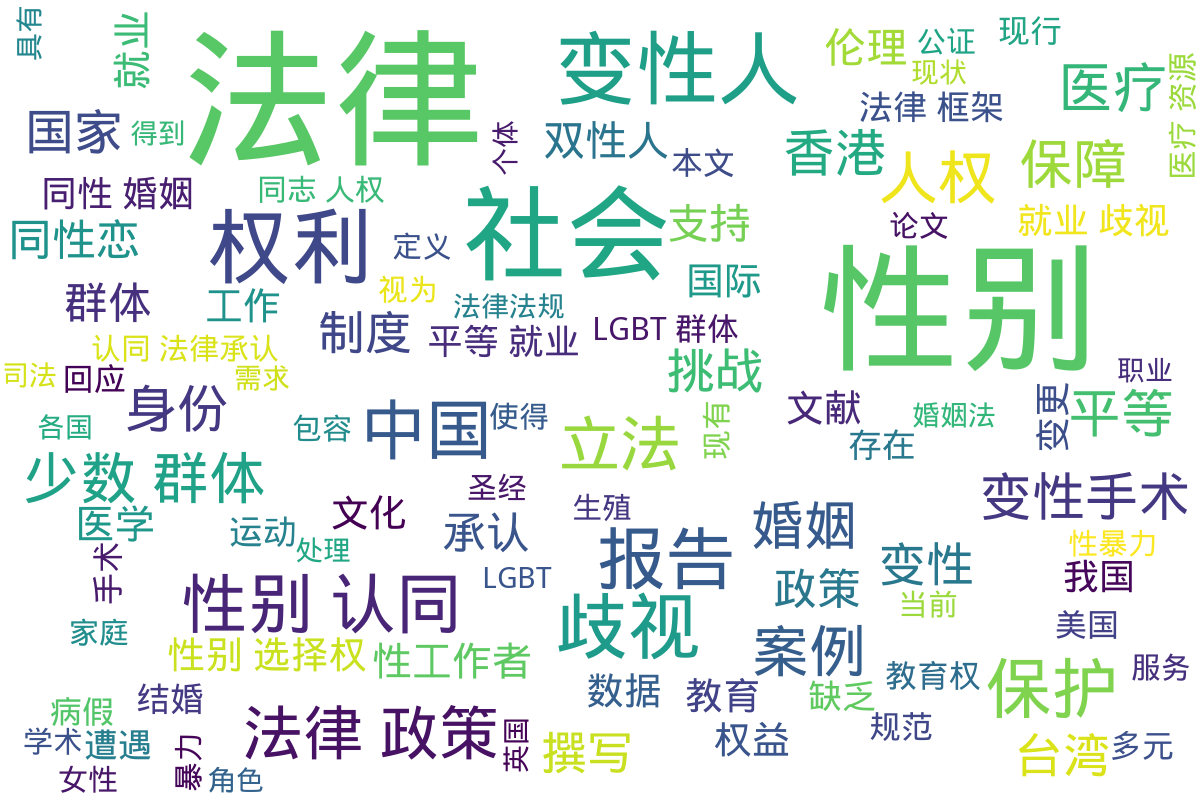 具有
就业
法律
变性人
伦理
公证
现行
现状
医疗
医疗 资源
国家
得到
个体
双性人
本文
法律 框架
香港
人权
保障
同性 婚姻
同志 人权
权利
社会
支持
论文
就业 歧视
同性恋
定义
性别
群体
工作
视为
法律法规
国际
制度
平等 就业
LGBT 群体
认同 法律承认
挑战
司法
回应
需求
职业
身份
中国
使得
文献
婚姻法
变更
平等
各国
包容
立法
现有
存在
少数 群体
圣经
变性手术
医学
运动
文化
承认
生殖
婚姻
处理
报告
变性
性暴力
手术
LGBT
政策
我国
性别 认同
当前
家庭
歧视
美国
性别 选择权
性工作者
案例
教育权
服务
保护
病假
结婚
数据
教育
缺乏
法律 政策
规范
学术
遭遇
英国
撰写
权益
台湾
多元
女性
暴力
角色